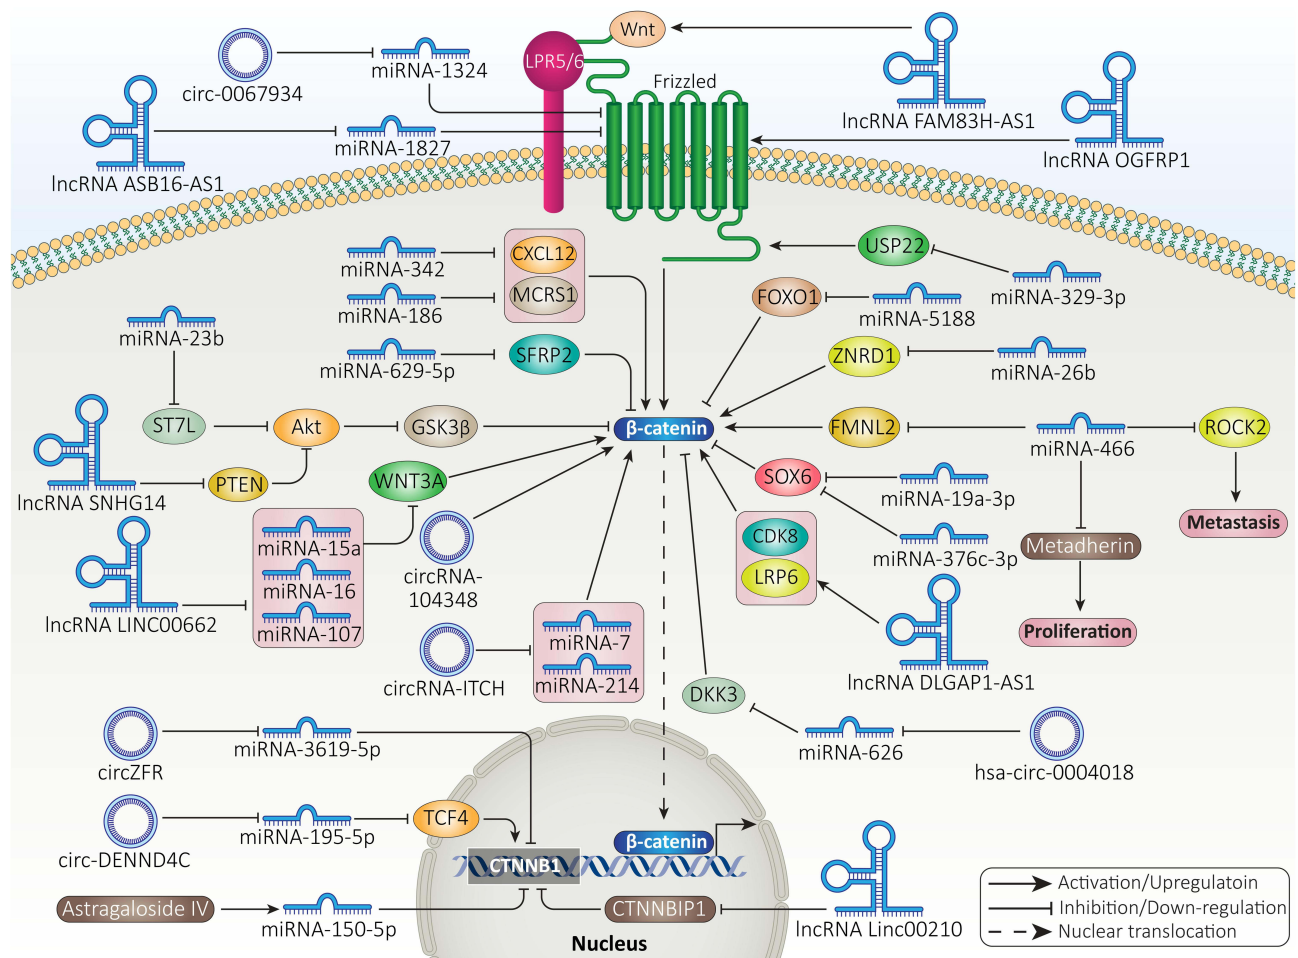 Wnt
LPR5/6
Frizzled
circ-0067934
miRNA-1324
lncRNA ASB16-AS1
miRNA-1827
lncRNA FAM83H-AS1
lncRNA OGFRP1
miRNA-342
CXCL12
miRNA-186
MCRS1
USP22
miRNA-329-3p
FOXO1
miRNA-5188
miRNA-23b
miRNA-629-5p
SFRP2
ZNRD1
miRNA-26b
ST7L
Akt
GSK3β
β-catenin
FMNL2
miRNA-466
ROCK2
lncRNA SNHG14
PTEN
WNT3A
SOX6
miRNA-19a-3p
Metastasis
lncRNA LINC00662
miRNA-15a
miRNA-16
miRNA-107
circRNA-
104348
CDK8
LRP6
miRNA-376c-3p
Metadherin
Proliferation
circRNA-ITCH
miRNA-7
miRNA-214
lncRNA DLGAP1-AS1
DKK3
miRNA-626
hsa-circ-0004018
circZFR
miRNA-3619-5p
circ-DENND4C
miRNA-195-5p
TCF4
β-catenin
CTNNB1
Astragaloside IV
miRNA-150-5p
CTNNBIP1
lncRNA Linc00210
Nucleus
Activation/Upregulatoin
Inhibition/Down-regulation
Nuclear translocation